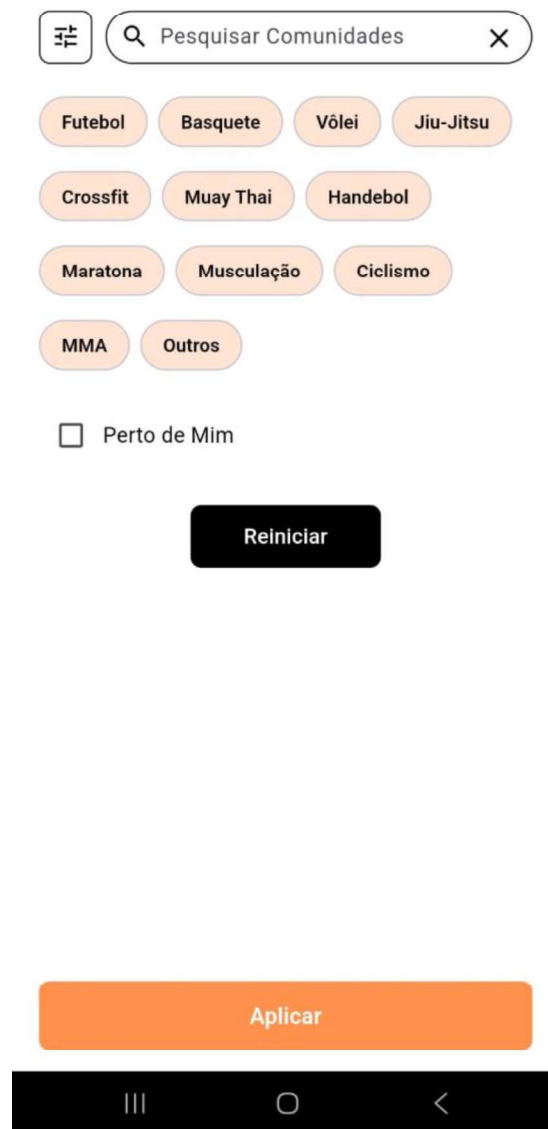 Pesquisar Comunidades
Futebol Basquete Vôlei Jiu-Jitsu
Crossfit Muay Thai Handebol
Maratona Musculação Ciclismo
MMA Outros
Perto de Mim
Reiniciar
Aplicar